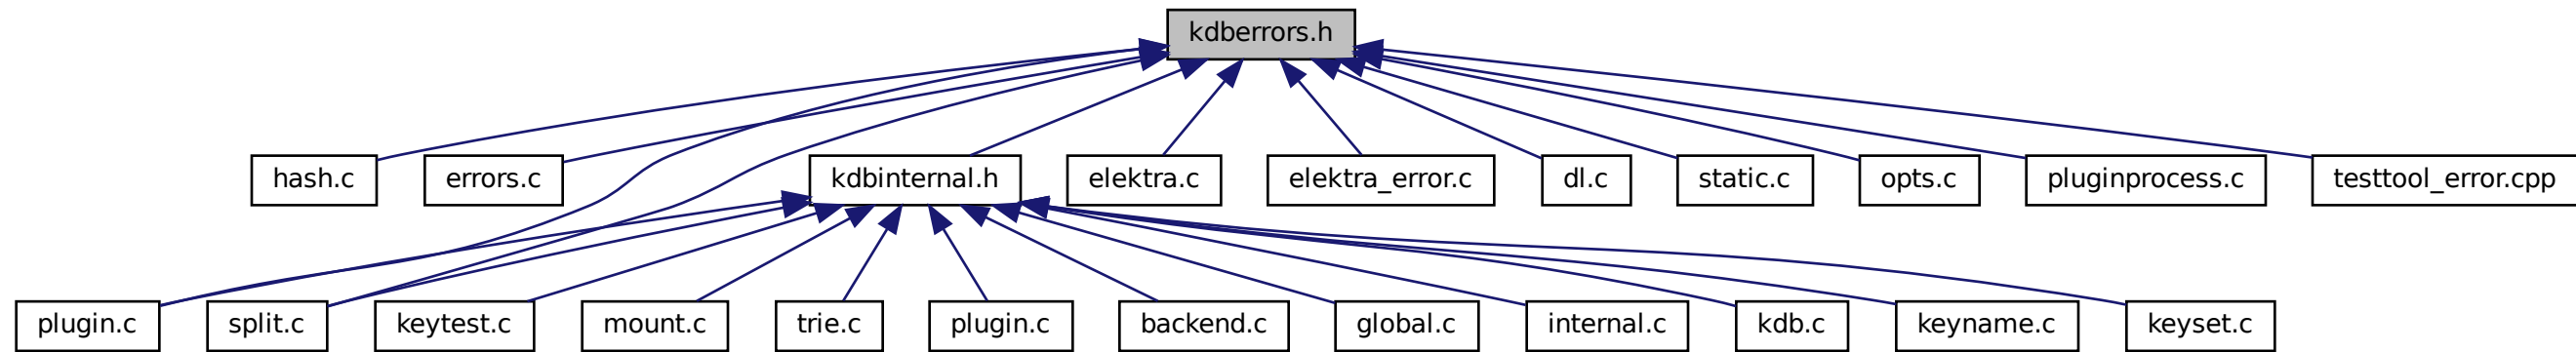 kdberrors.h
hash.c
errors.c
kdbinternal.h
elektra.c
elektra_error.c
dl.c
static.c
opts.c
pluginprocess.c
testtool_error.cpp
plugin.c
split.c
keytest.c
mount.c
trie.c
plugin.c
backend.c
global.c
internal.c
kdb.c
keyname.c
keyset.c